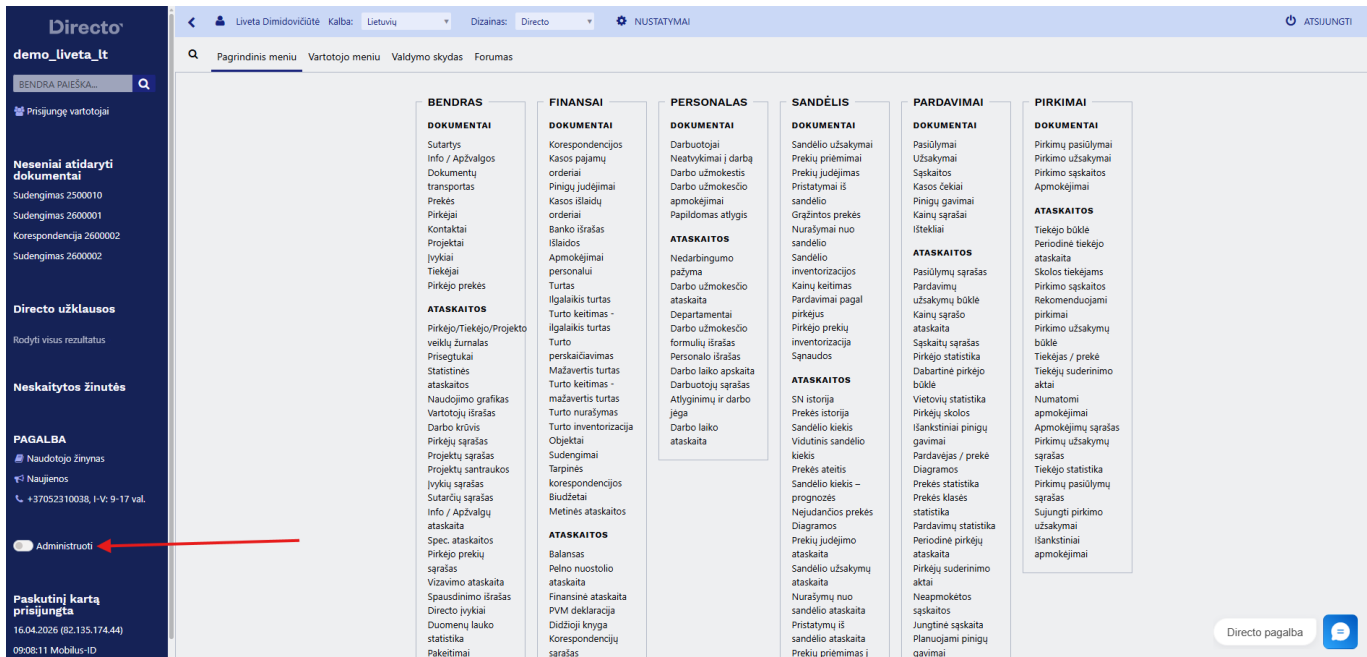 Directo
demo_liveta_lt
BENDRA PAIEŠKA...
Prisijungę vartotojai
Neseniai atidaryti
dokumentai
Sudengimas 2500010
Sudengimas 2600001
Korespondencija 2600002
Sudengimas 2600002
Directo užklausos
Rodyti visus rezultatus
Neskaitytos žinutės
PAGALBA
Naudotojo žinynas
Naujienos
+37052310038, I-V: 9-17 val.
Administruoti
Paskutinį kartą
prisijungta
16.04.2026 (82.135.174.44)
09:08:11 Mobilus-ID
Liveta Dimidovičiūtė Kalba: Lietuvių Dizainas: Directo NUSTATYMAI ATSIJUNGTI
Pagrindinis meniu Vartotojo meniu Valdymo skydas Forumas
BENDRAS
DOKUMENTAI
Sutartys
Info / Apžvalgos
Dokumentų
transportas
Prekės
Pirkėjai
Kontaktai
Projektai
Įvykiai
Tiekėjai
Pirkėjo prekės
ATASKAITOS
Pirkėjo/Tiekėjo/Projekto
veiklų žurnalas
Prisegtukai
Statistinės
ataskaitos
Naudojimo grafikas
Vartotojų išrašas
Darbo krūvis
Pirkėjų sąrašas
Projektų sąrašas
Projektų santraukos
Įvykių sąrašas
Sutarčių sąrašas
Info / Apžvalgų
ataskaita
Spec. ataskaitos
Pirkėjo prekių
sąrašas
Vizavimo ataskaita
Spausdinimo išrašas
Directo įvykiai
Duomenų lauko
statistika
Pakeitimai
FINANSAI
DOKUMENTAI
Korespondencijos
Kasos pajamų
orderiai
Pinigų judėjimai
Kasos išlaidų
orderiai
Banko išrašas
Išlaidos
Apmokėjimai
personalui
Turtas
Ilgalaikis turtas
Turto keitimas -
ilgalaikis turtas
Turto
perskaičiavimas
Mažavertis turtas
Turto keitimas -
mažavertis turtas
Turto nurašymas
Turto inventorizacija
Objektai
Sudengimai
Tarpinės
korespondencijos
Biudžetai
Metinės ataskaitos
ATASKAITOS
Balansas
Pelno nuostolio
ataskaita
Finansinė ataskaita
PVM deklaracija
Didžioji knyga
Korespondencijų
sąrašas
PERSONALAS
DOKUMENTAI
Darbuotojai
Neatvykimai į darbą
Darbo užmokestis
Darbo užmokesčio
apmokėjimai
Papildomas atlygis
ATASKAITOS
Nedarbingumo
pažyma
Darbo užmokesčio
ataskaita
Departamentai
Darbo užmokesčio
formulių išrašas
Personalo išrašas
Darbo laiko apskaita
Darbuotojų sąrašas
Atlyginimų ir darbo
jėga
Darbo laiko
ataskaita
SANDĖLIS
DOKUMENTAI
Sandėlio užsakymai
Prekių priėmimai
Prekių judėjimas
Pristatymai iš
sandėlio
Grąžintos prekės
Nurašymai nuo
sandėlio
Sandėlio
inventorizacijos
Kainų keitimas
Pardavimai pagal
pirkėjus
Pirkėjo prekių
inventorizacija
Sąnaudos
ATASKAITOS
SN istorija
Prekės istorija
Sandėlio kiekis
Vidutinis sandėlio
kiekis
Prekės ateitis
Sandėlio kiekis –
prognozės
Nejudančios prekės
Diagramos
Prekių judėjimo
ataskaita
Sandėlio užsakymų
ataskaita
Nurašymų nuo
sandėlio ataskaita
Pristatymų iš
sandėlio ataskaita
Prekių priėmimas į
PARDAVIMAI
DOKUMENTAI
Pasiūlymai
Užsakymai
Sąskaitos
Kasos čekiai
Pinigų gavimai
Kainų sąrašai
Ištekliai
ATASKAITOS
Pasiūlymų sąrašas
Pardavimų
užsakymų būklė
Kainų sąrašo
ataskaita
Sąskaitų sąrašas
Pirkėjo statistika
Dabartinė pirkėjo
būklė
Vietovių statistika
Pirkėjų skolos
Išankstiniai pinigų
gavimai
Pardavėjas / prekė
Diagramos
Prekės statistika
Prekės klasės
statistika
Pardavimų statistika
Periodinė pirkėjų
ataskaita
Pirkėjų suderinimo
aktai
Neapmokėtos
sąskaitos
Jungtinė sąskaita
Planuojami pinigų
gavimai
PIRKIMAI
DOKUMENTAI
Pirkimų pasiūlymai
Pirkimo užsakymai
Pirkimo sąskaitos
Apmokėjimai
ATASKAITOS
Tiekėjo būklė
Periodinė tiekėjo
ataskaita
Skolos tiekėjams
Pirkimo sąskaitos
Rekomenduojami
pirkimai
Pirkimo užsakymų
būklė
Tiekėjas / prekė
Tiekėjų suderinimo
aktai
Numatomi
apmokėjimai
Apmokėjimų sąrašas
Pirkimų užsakymų
sąrašas
Tiekėjo statistika
Pirkimų pasiūlymų
sąrašas
Sujungti pirkimo
užsakymai
Išankstiniai
apmokėjimai
Directo pagalba